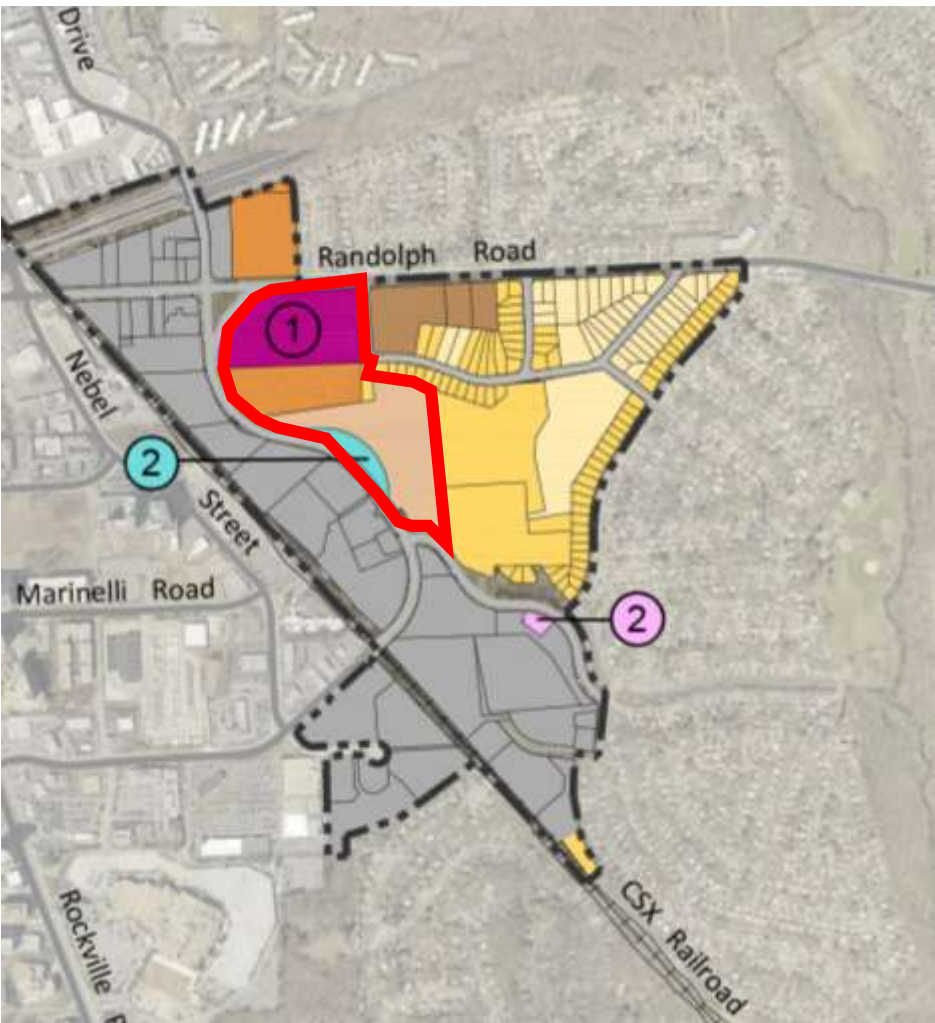 Drive
Randolph Road
1
Nebel
Street
2
Marinelli Road
2
Rockville
CSX Railroad